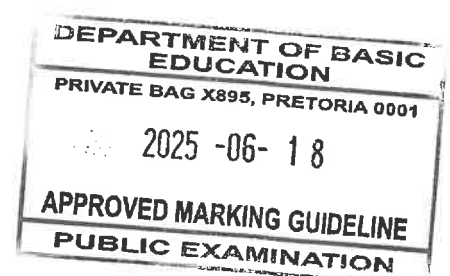 DEPARTMENT OF BASIC
EDUCATION
PRIVATE BAG X895, PRETORIA 0001
2025 -06- 18
APPROVED MARKING GUIDELINE
PUBLIC EXAMINATION